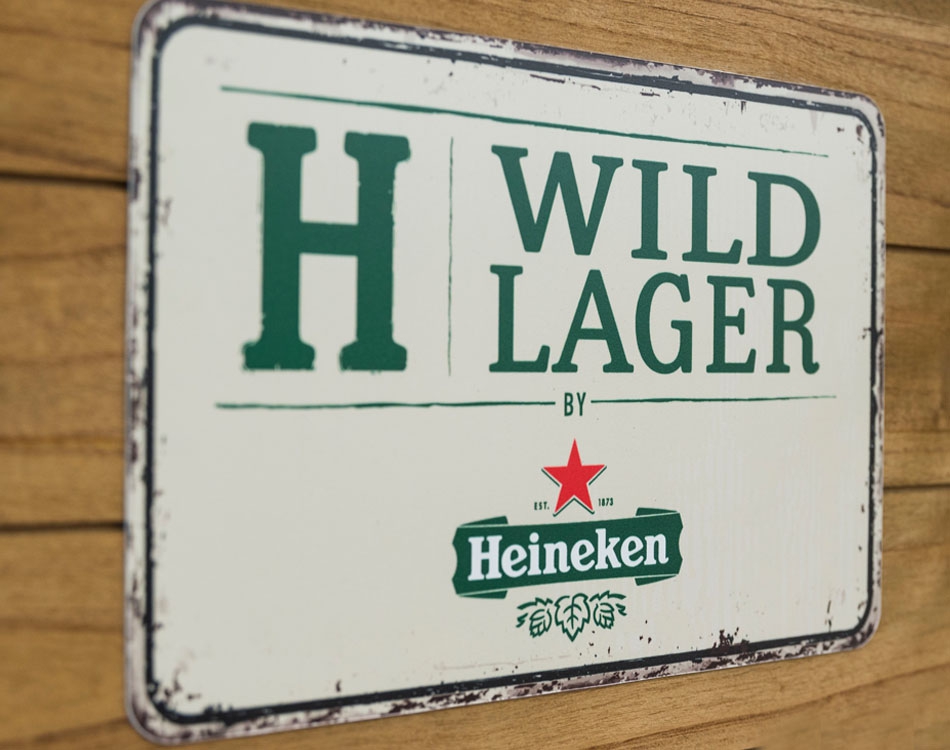 H
WILD
LAGER
BY
EST. 1873
Heineken